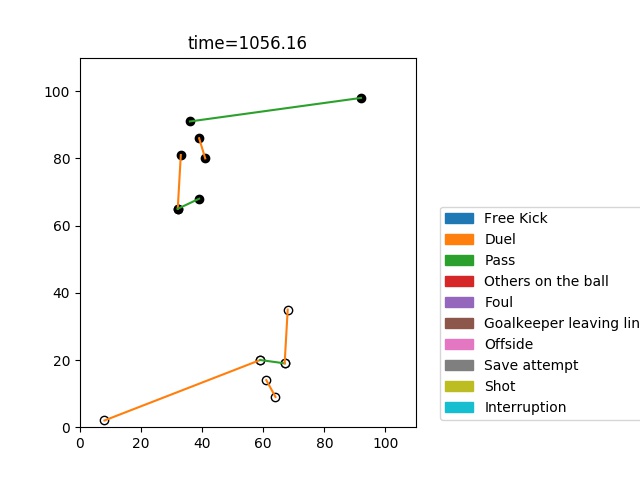 time=1056.16
100
80
60
40
20
0
0 20 40 60 80 100
Free Kick
Duel
Pass
Others on the ball
Foul
Goalkeeper leaving lin
Offside
Save attempt
Shot
Interruption